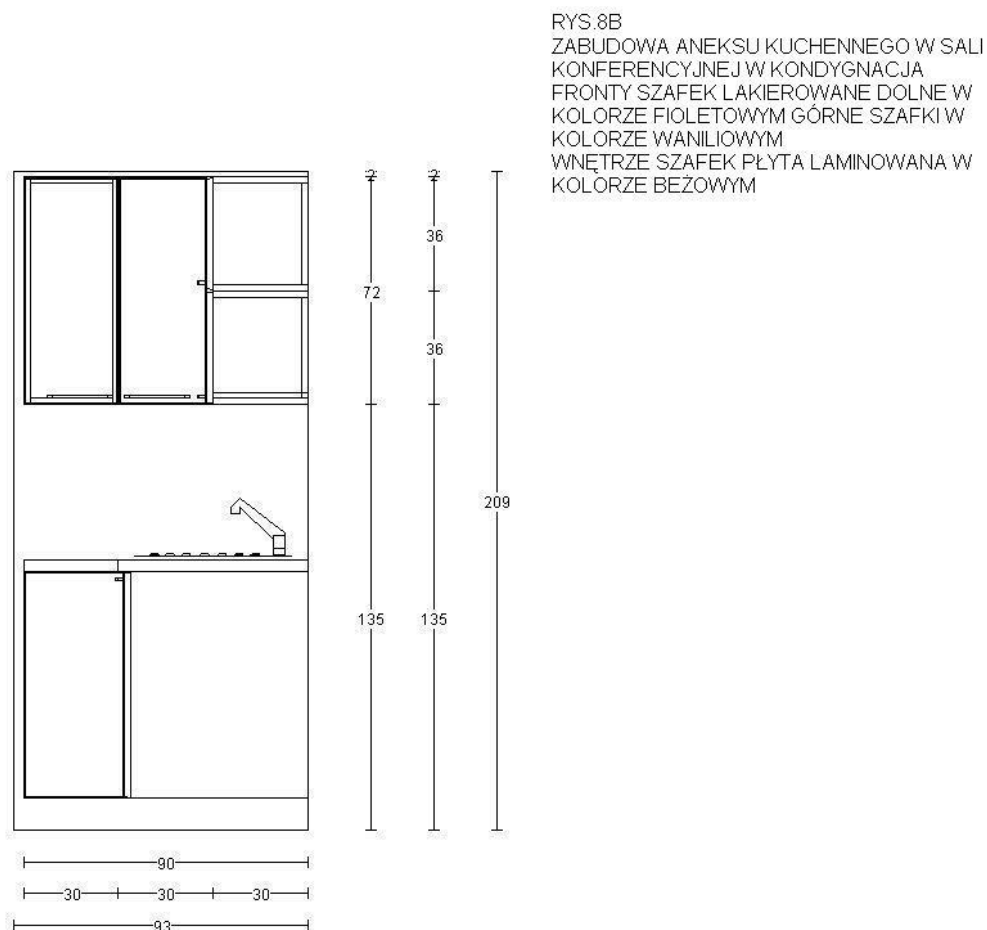 RYS.8B
ZABUDOWA ANEKSU KUCHENNEGO W SALI
KONFERENCYJNEJ W KONDYGNACJA
FRONTY SZAFEK LAKIEROWANE DOLNE W
KOLORZE FIOLETOWYM GÓRNE SZAFKI W
KOLORZE WANILIOWYM
WNĘTRZE SZAFEK PŁYTA LAMINOWANA W
KOLORZE BEŻOWYM
2 2
36
72
36
209
135 135
90
30 30 30
93